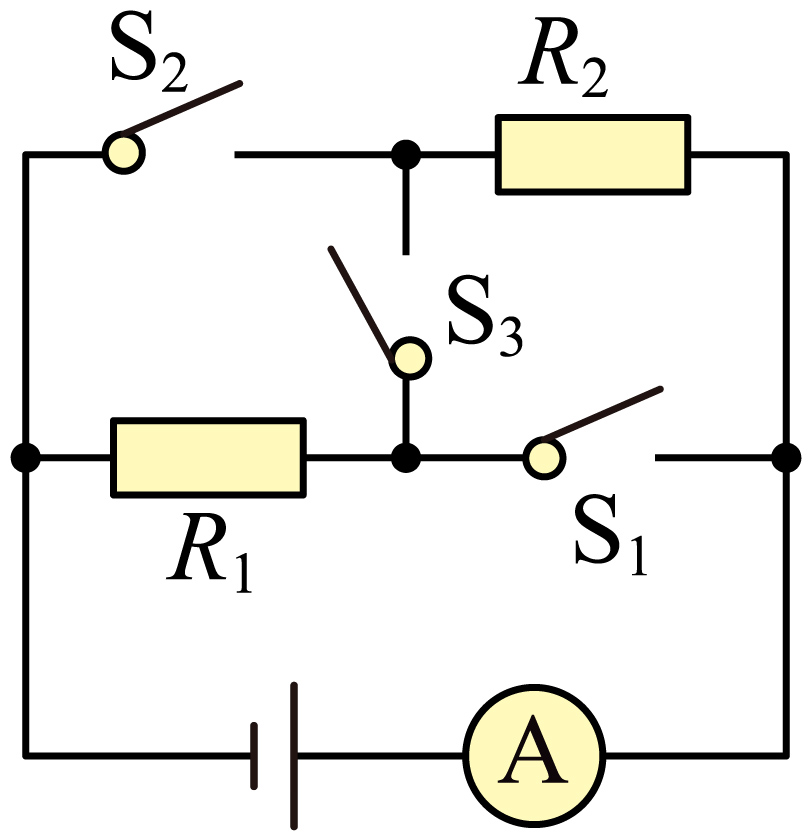 S₂
R₂
S₃
R₁
S₁
A